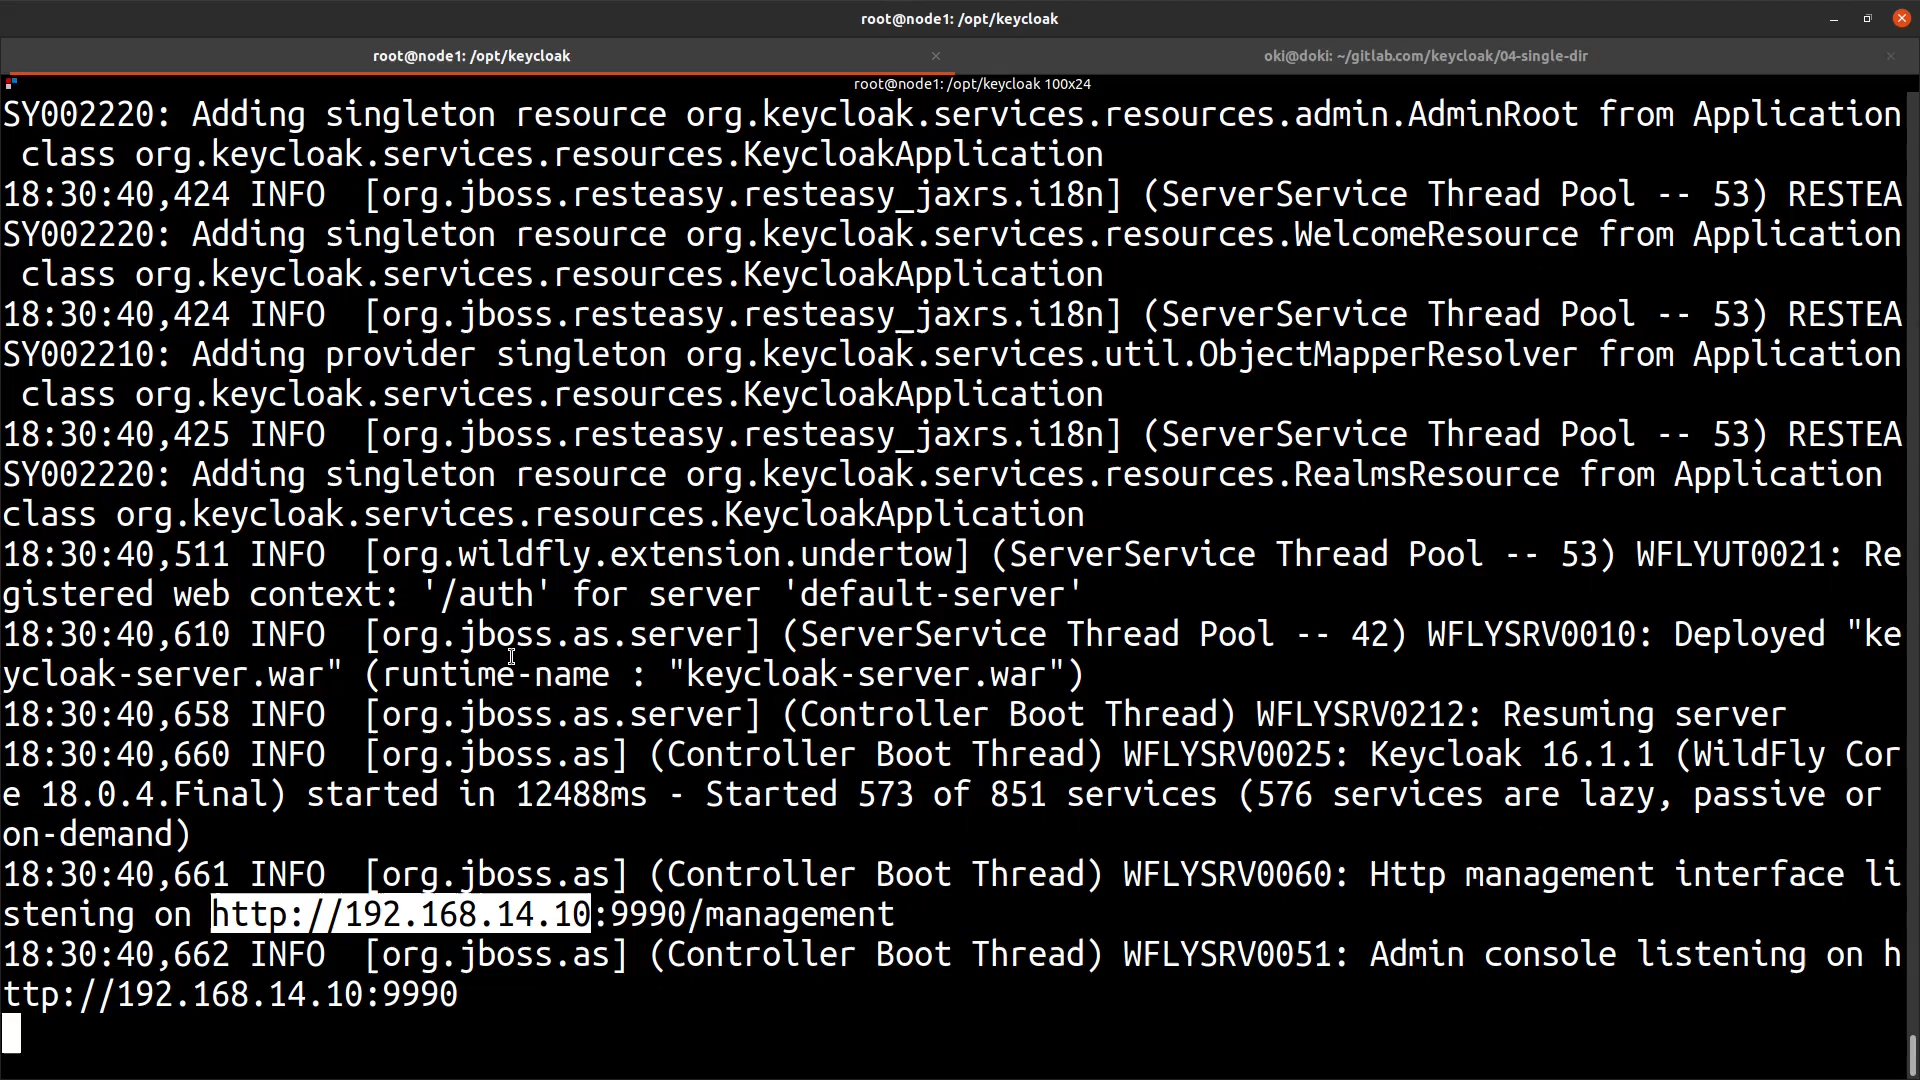 root@node1: /opt/keycloak
root@node1: /opt/keycloak
oki@doki: ~/gitlab.com/keycloak/04-single-dir
root@node1: /opt/keycloak 100x24
SY002220: Adding singleton resource org.keycloak.services.resources.admin.AdminRoot from Application
 class org.keycloak.services.resources.KeycloakApplication
18:30:40,424 INFO  [org.jboss.resteasy.resteasy_jaxrs.i18n] (ServerService Thread Pool -- 53) RESTEA
SY002220: Adding singleton resource org.keycloak.services.resources.WelcomeResource from Application
 class org.keycloak.services.resources.KeycloakApplication
18:30:40,424 INFO  [org.jboss.resteasy.resteasy_jaxrs.i18n] (ServerService Thread Pool -- 53) RESTEA
SY002210: Adding provider singleton org.keycloak.services.util.ObjectMapperResolver from Application
 class org.keycloak.services.resources.KeycloakApplication
18:30:40,425 INFO  [org.jboss.resteasy.resteasy_jaxrs.i18n] (ServerService Thread Pool -- 53) RESTEA
SY002220: Adding singleton resource org.keycloak.services.resources.RealmsResource from Application
class org.keycloak.services.resources.KeycloakApplication
18:30:40,511 INFO  [org.wildfly.extension.undertow] (ServerService Thread Pool -- 53) WFLYUT0021: Re
gistered web context: '/auth' for server 'default-server'
18:30:40,610 INFO  [org.jboss.as.server] (ServerService Thread Pool -- 42) WFLYSRV0010: Deployed "ke
ycloak-server.war" (runtime-name : "keycloak-server.war")
18:30:40,658 INFO  [org.jboss.as.server] (Controller Boot Thread) WFLYSRV0212: Resuming server
18:30:40,660 INFO  [org.jboss.as] (Controller Boot Thread) WFLYSRV0025: Keycloak 16.1.1 (WildFly Cor
e 18.0.4.Final) started in 12488ms - Started 573 of 851 services (576 services are lazy, passive or
on-demand)
18:30:40,661 INFO  [org.jboss.as] (Controller Boot Thread) WFLYSRV0060: Http management interface li
stening on http://192.168.14.10:9990/management
18:30:40,662 INFO  [org.jboss.as] (Controller Boot Thread) WFLYSRV0051: Admin console listening on h
ttp://192.168.14.10:9990